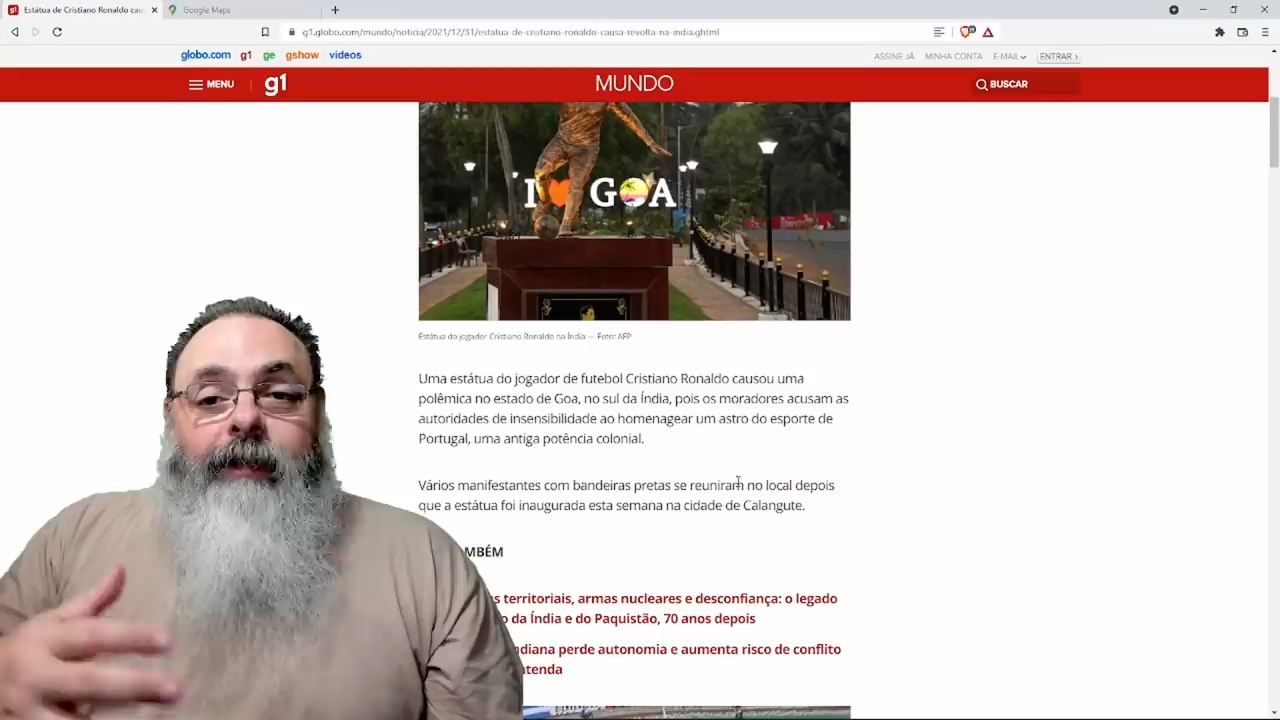 Estátua de Cristiano Ronaldo cau
Google Maps
g1.globo.com/mundo/noticia/2021/12/31/estatua-de-cristiano-ronaldo-causa-revolta-na-india.ghtml
globo.com g1 ge gshow videos
ASSINE JÁ MINHA CONTA E-MAIL ENTRAR
MENU g1 MUNDO BUSCAR
I GOA
Estátua do jogador Cristiano Ronaldo na Índia — Foto: AFP
Uma estátua do jogador de futebol Cristiano Ronaldo causou uma
polêmica no estado de Goa, no sul da Índia, pois os moradores acusam as
autoridades de insensibilidade ao homenagear um astro do esporte de
Portugal, uma antiga potência colonial.
Vários manifestantes com bandeiras pretas se reuniram no local depois
que a estátua foi inaugurada esta semana na cidade de Calangute.
MBÉM
s territoriais, armas nucleares e desconfiança: o legado
o da Índia e do Paquistão, 70 anos depois
ndiana perde autonomia e aumenta risco de conflito
tenda